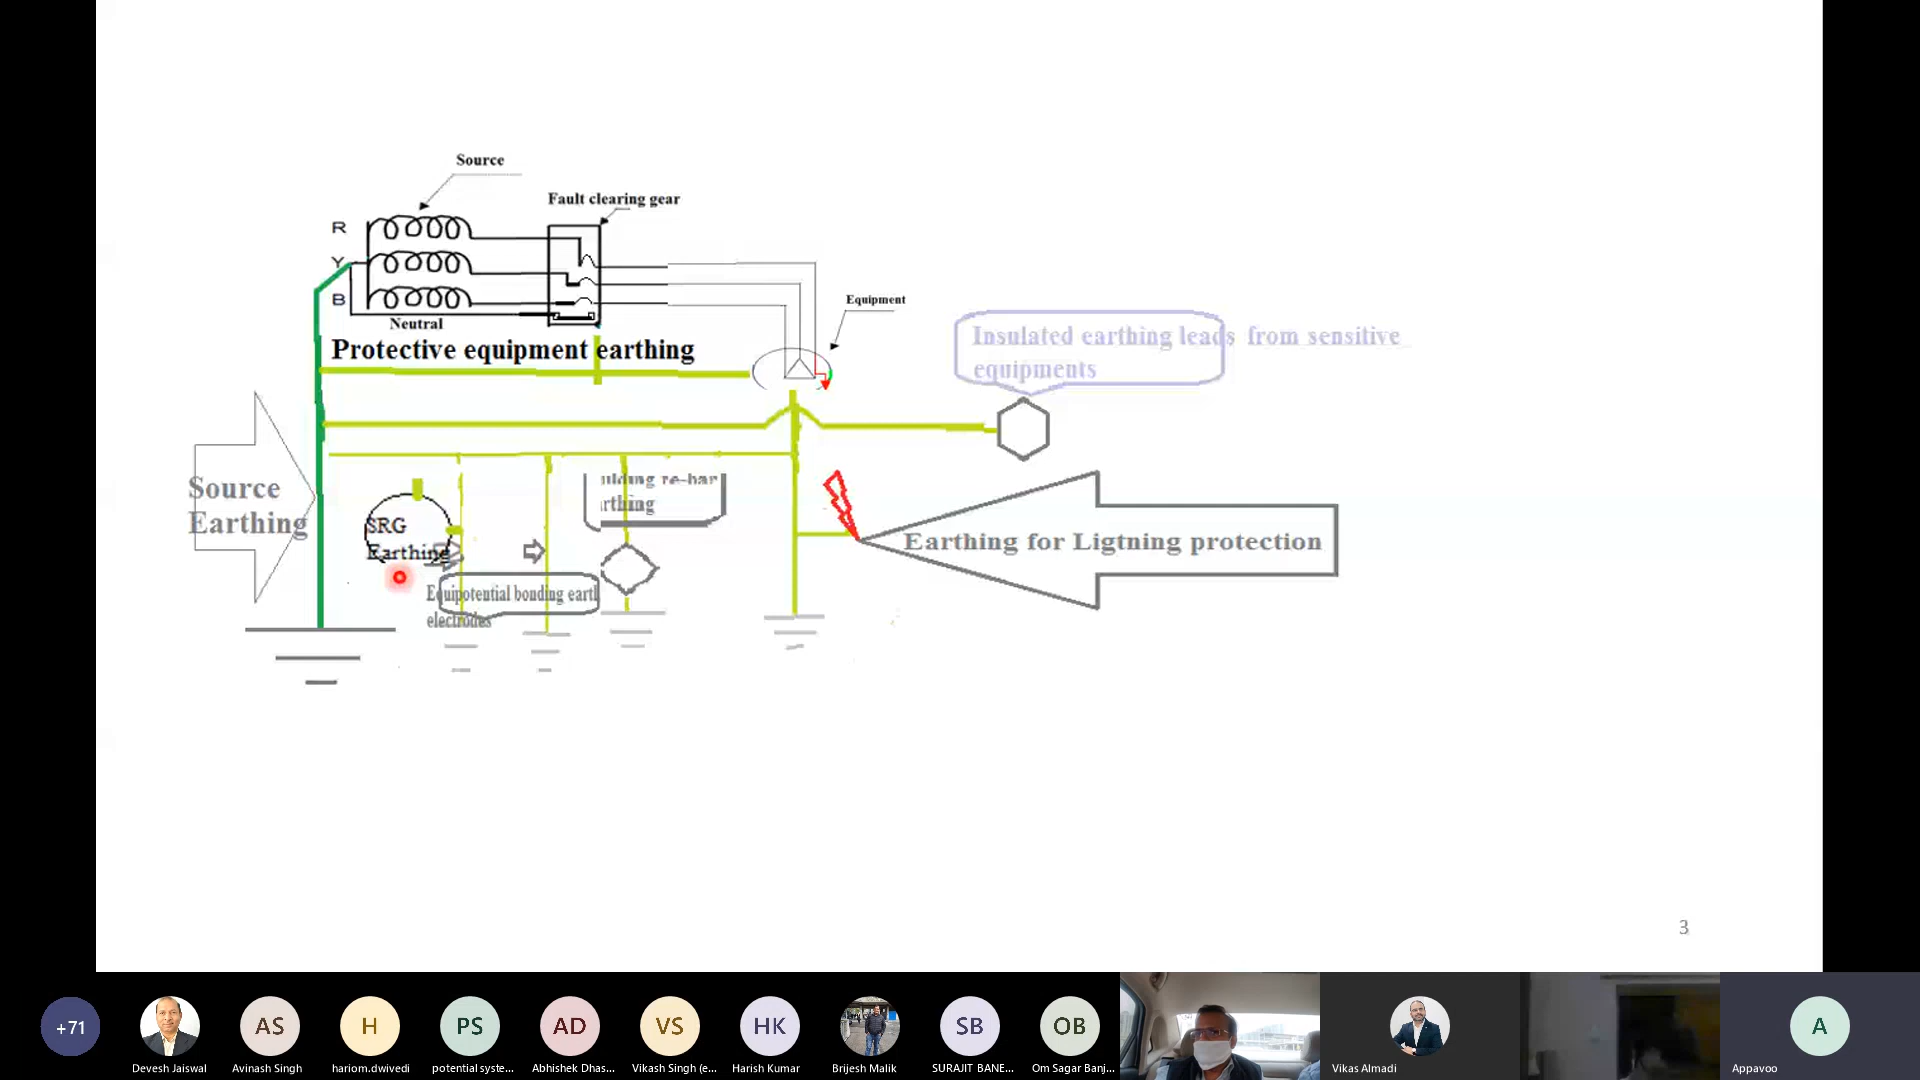 Source
Fault clearing gear
R
Y
B
Neutral
Equipment
Protective equipment earthing
Insulated earthing leads from sensitive
equipments
Source
Earthing
SRG
Earthing
re-bar
Equipotential bonding
electrodes
Earthing for Ligtning protection
3
+71
AS
H
PS
AD
VS
HK
SB
OB
A
Devesh Jaiswal
Avinash Singh
hariom.dwivedi
potential syste...
Abhishek Dhas...
Vikash Singh (e...
Harish Kumar
Brijesh Malik
SURAJIT BANE...
Om Sagar Banj...
Vikas Almadi
Appavoo